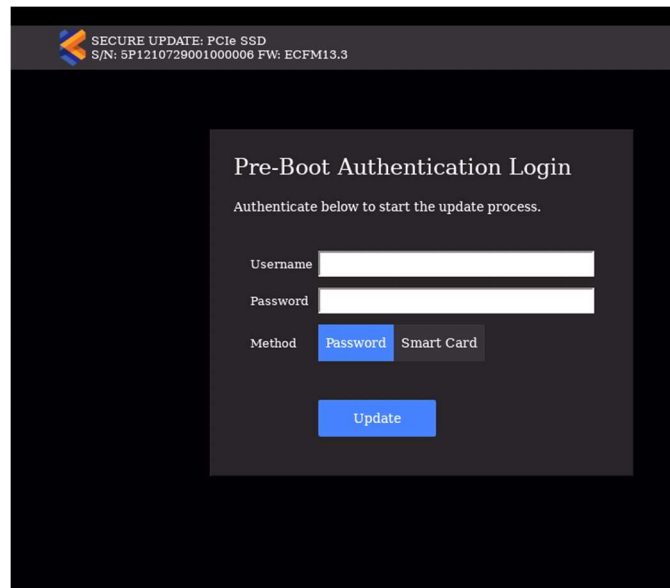 SECURE UPDATE: PCIe SSD
S/N: 5P1210729001000006 FW: ECFM13.3
Pre-Boot Authentication Login
Authenticate below to start the update process.
Username
Password
Method Password Smart Card
Update